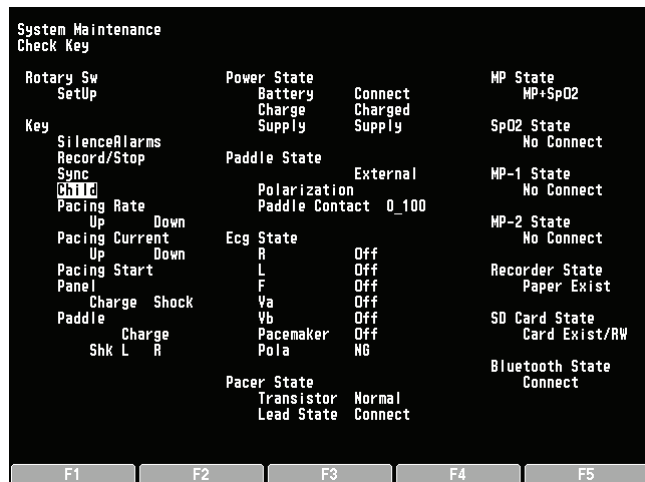 System Maintenance
Check Key
Rotary Sw
SetUp
Key
SilenceAlarms
Record/Stop
Sync
Child
Pacing Rate
Up Down
Pacing Current
Up Down
Pacing Start
Panel
Charge Shock
Paddle
Charge
Shk L R
Power State
Battery Connect
Charge Charged
Supply Supply
Paddle State
External
Polarization
Paddle Contact 0_100
Ecg State
R Off
L Off
F Off
Va Off
Vb Off
Pacemaker Off
Pola NG
Pacer State
Transistor Normal
Lead State Connect
MP State
MP+SpO2
SpO2 State
No Connect
MP-1 State
No Connect
MP-2 State
No Connect
Recorder State
Paper Exist
SD Card State
Card Exist/RW
Bluetooth State
Connect
F1 F2 F3 F4 F5